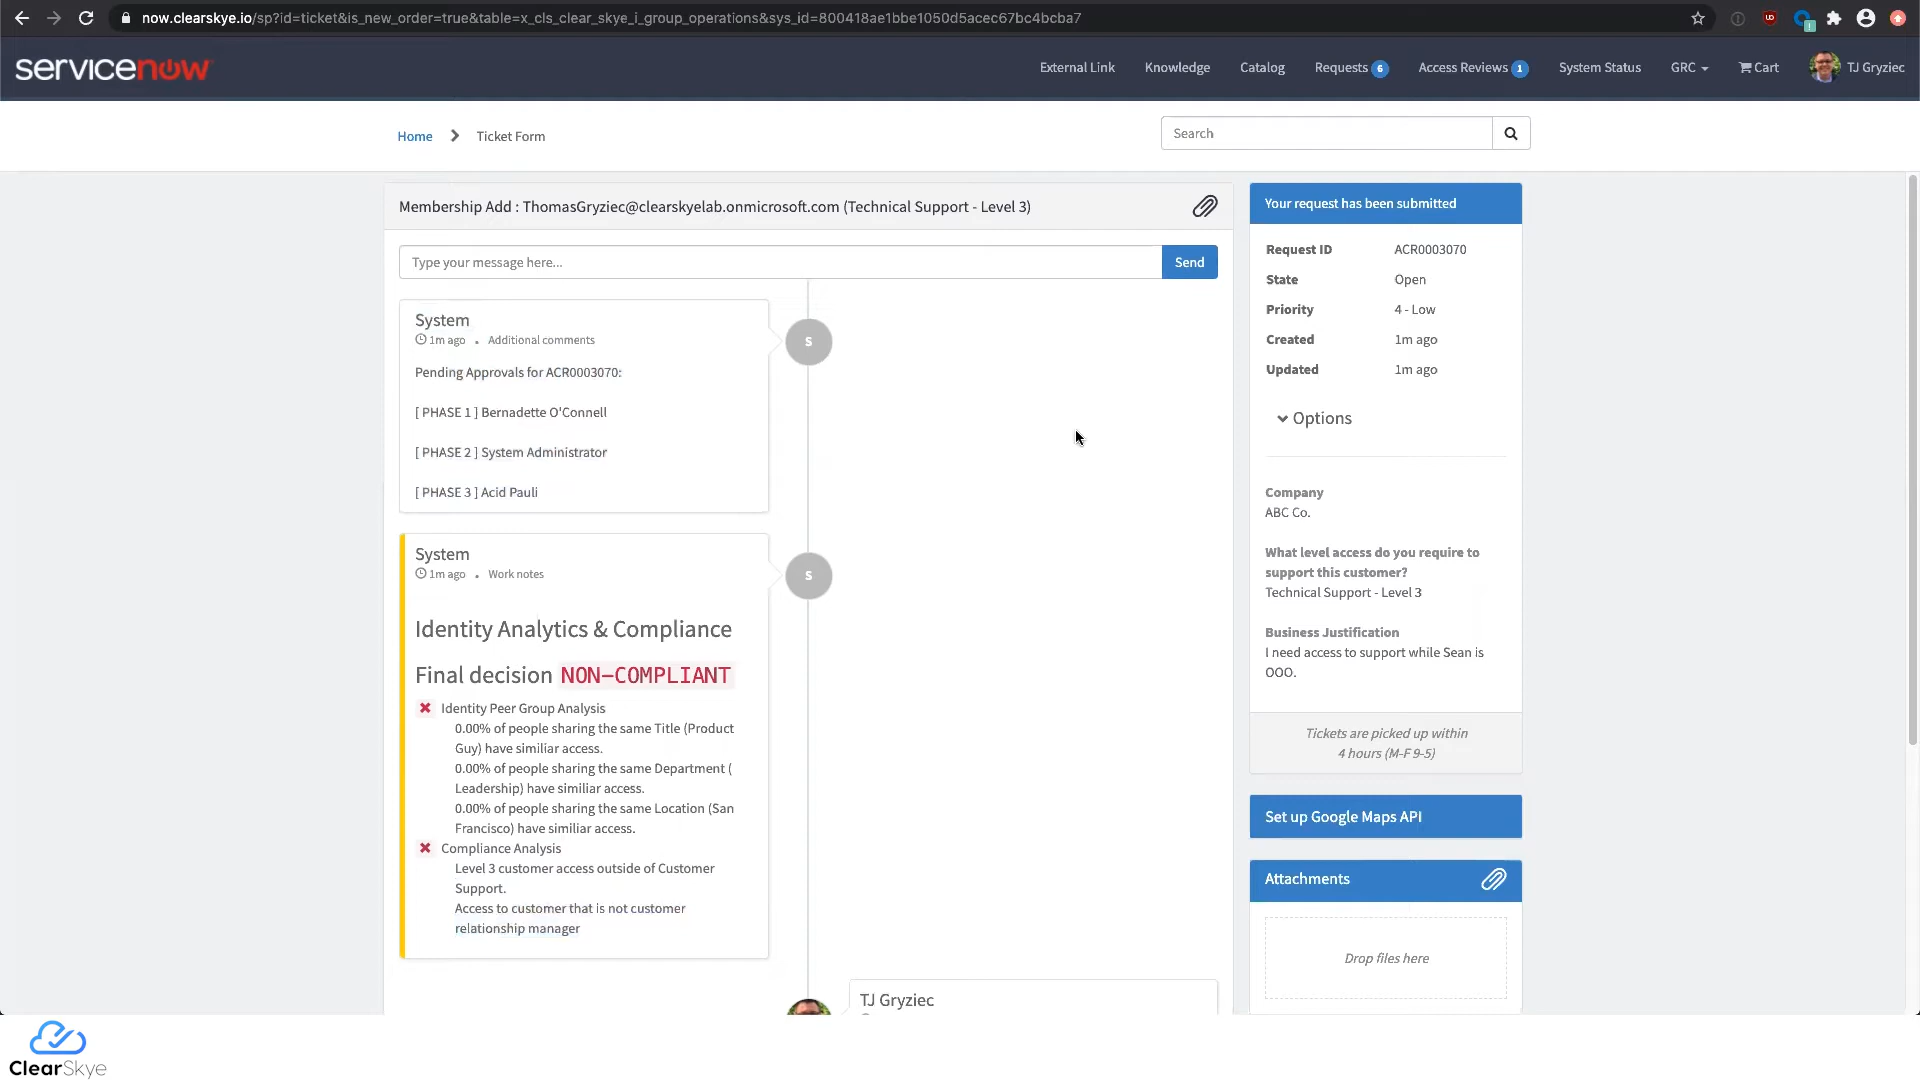 now.clearskye.io/sp?id=ticket&is_new_order=true&table=x_cls_clear_skye_i_group_operations&sys_id=800418ae1bbe1050d5acec67bc4bcba7
servicenow
External Link
Knowledge
Catalog
Requests 6
Access Reviews 1
System Status
GRC
Cart
TJ Gryziec
Home
Ticket Form
Search
Membership Add : ThomasGryziec@clearskyelab.onmicrosoft.com (Technical Support - Level 3)
Type your message here...
Send
System
1m ago • Additional comments
Pending Approvals for ACR0003070:
[ PHASE 1 ] Bernadette O'Connell
[ PHASE 2 ] System Administrator
[ PHASE 3 ] Acid Pauli
S
System
1m ago • Work notes
S
Identity Analytics & Compliance
Final decision NON-COMPLIANT
Identity Peer Group Analysis
0.00% of people sharing the same Title (Product
Guy) have similiar access.
0.00% of people sharing the same Department (
Leadership) have similiar access.
0.00% of people sharing the same Location (San
Francisco) have similiar access.
Compliance Analysis
Level 3 customer access outside of Customer
Support.
Access to customer that is not customer
relationship manager
TJ Gryziec
Your request has been submitted
Request ID ACR0003070
State Open
Priority 4 - Low
Created 1m ago
Updated 1m ago
Options
Company
ABC Co.
What level access do you require to
support this customer?
Technical Support - Level 3
Business Justification
I need access to support while Sean is
OOO.
Tickets are picked up within
4 hours (M-F 9-5)
Set up Google Maps API
Attachments
Drop files here
ClearSkye